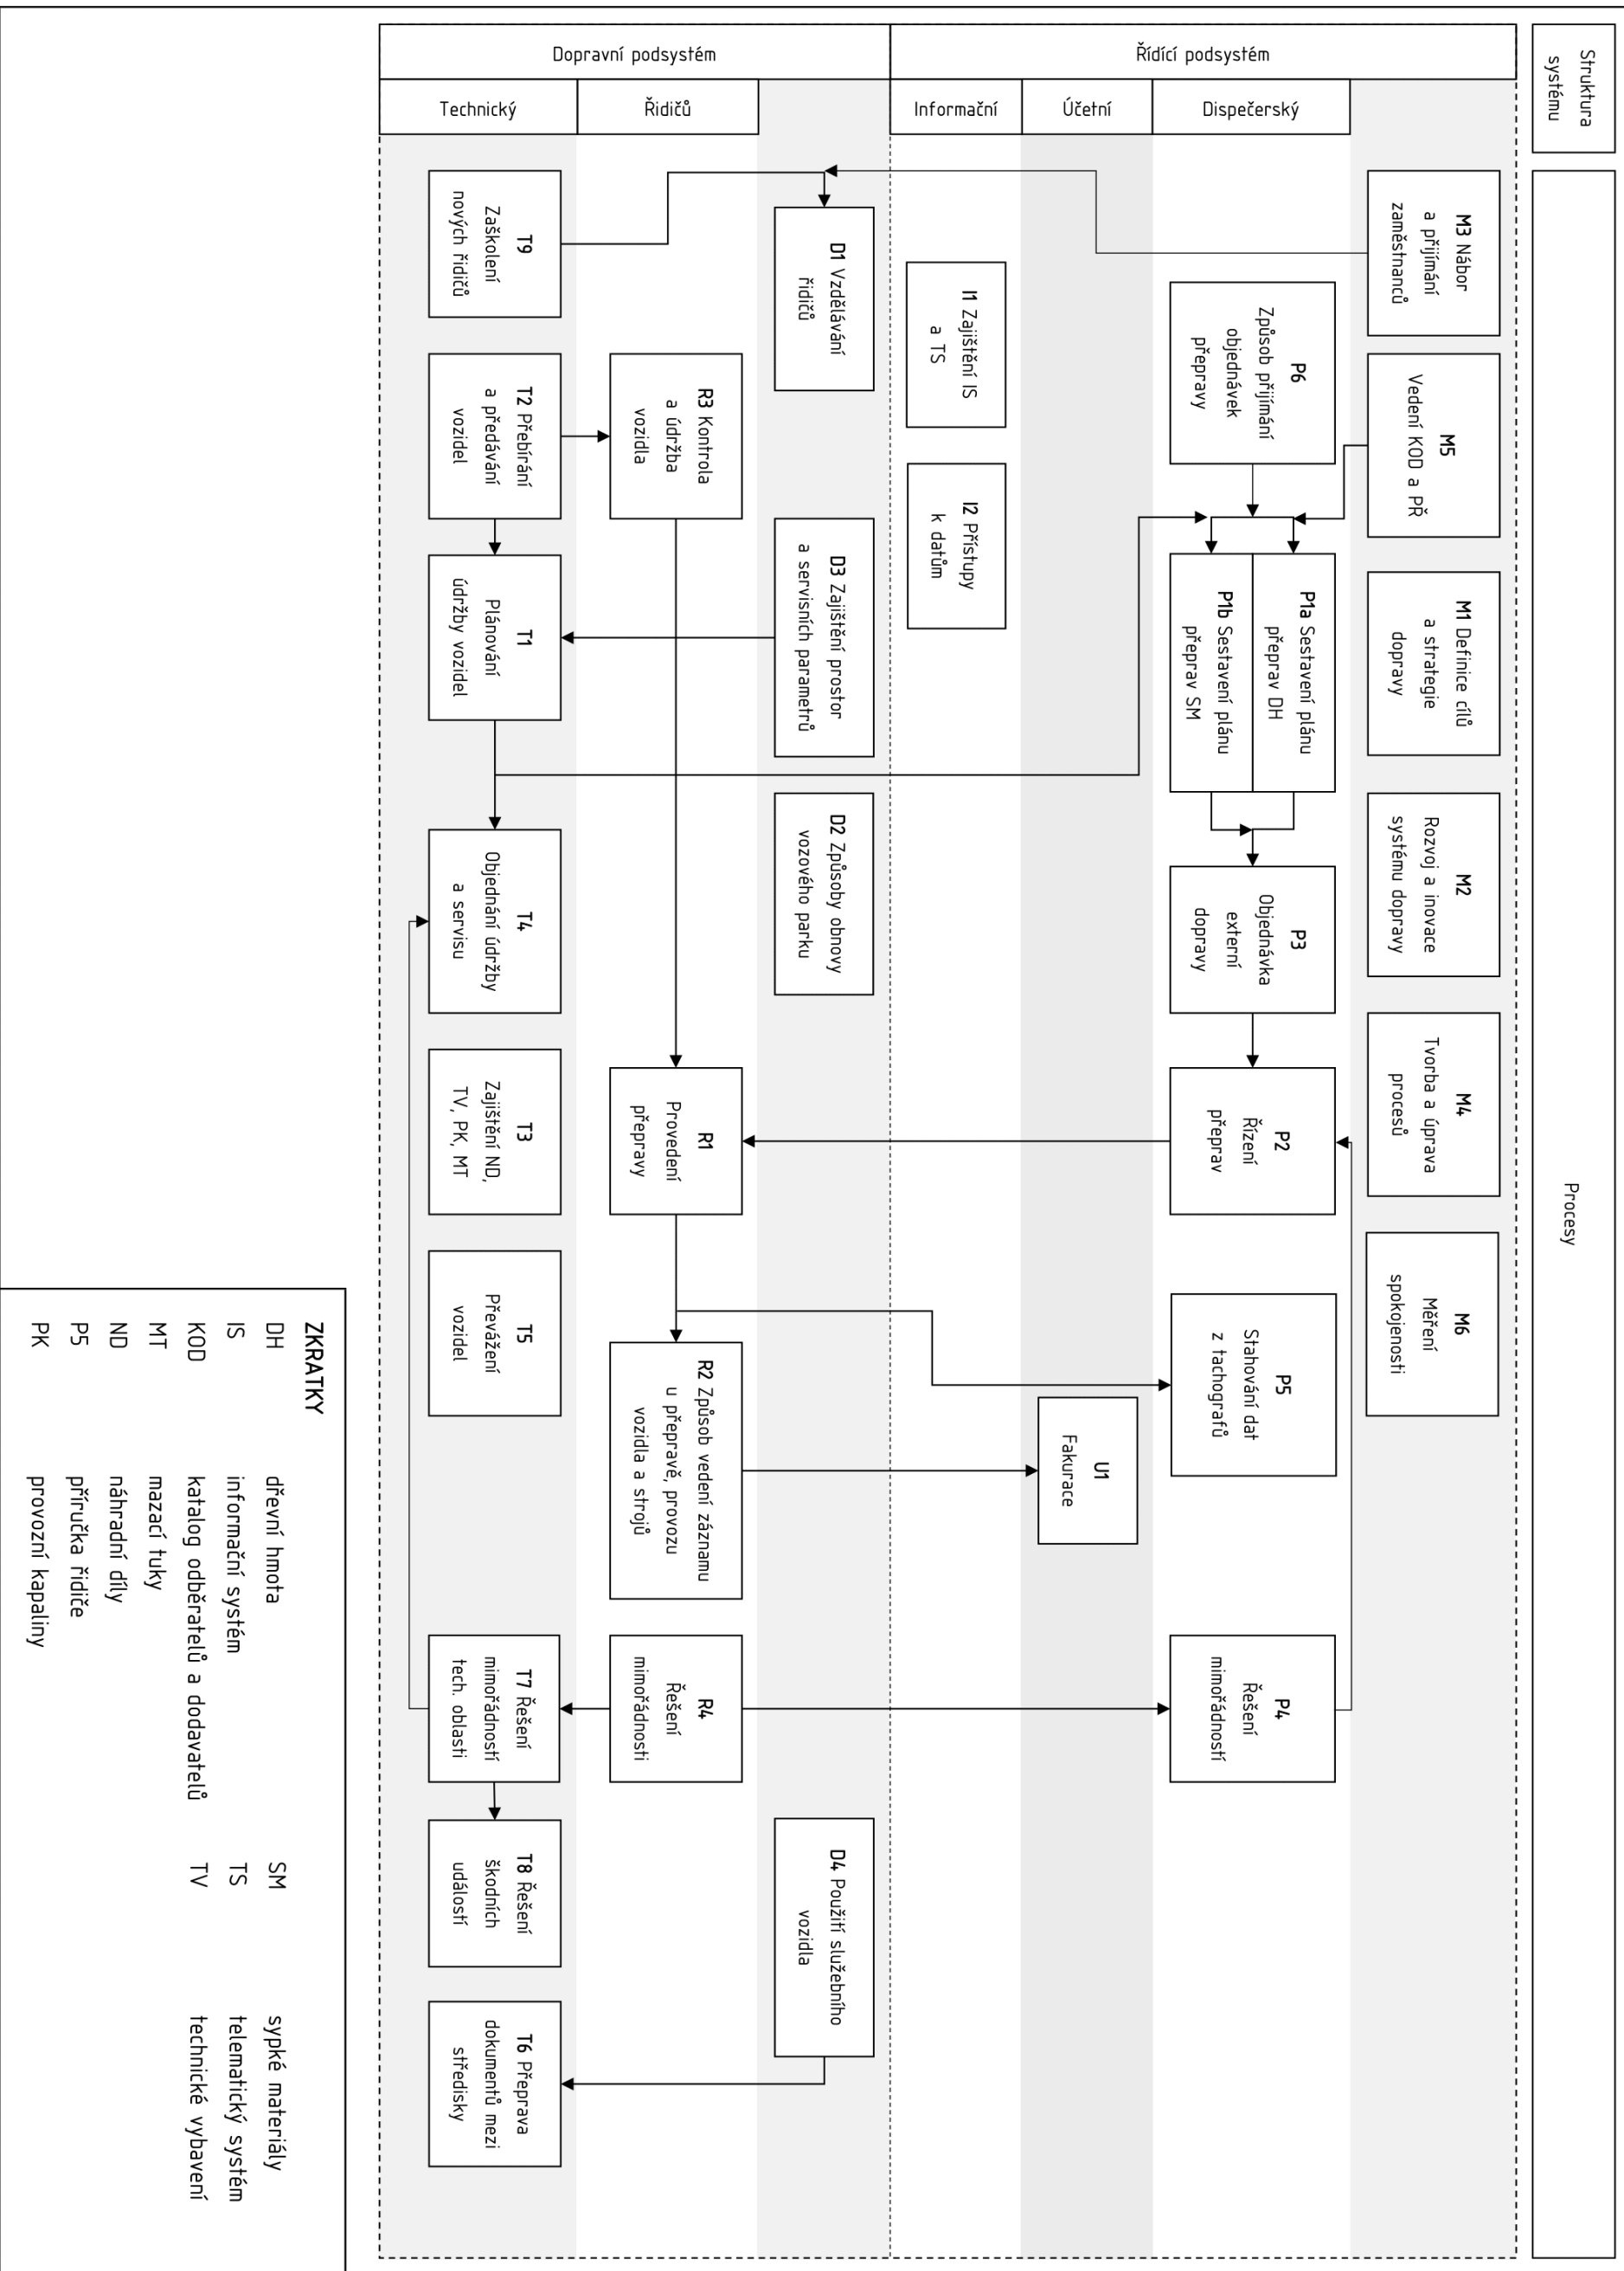 Struktura
systému
Procesy
Řídící podsystém
Dopravní podsystém
Dispečerský
Účetní
Informační
Řidičů
Technický
M3 Nábor
a přijímání
zaměstnanců
M5
Vedení KOD a PŘ
M1 Definice cílů
a strategie
dopravy
M2
Rozvoj a inovace
systému dopravy
M4
Tvorba a úprava
procesů
M6
Měření
spokojenosti
P6
Způsob přijímání
objednávek
přepravy
P1a Sestavení plánu
přeprav DH
P1b Sestavení plánu
přeprav SM
P3
Objednávka
externí
dopravy
P2
Řízení
přeprav
P5
Stahování dat
z tachografů
P4
Řešení
mimořádností
U1
Fakurace
I1 Zajištění IS
a TS
I2 Přístupy
k datům
D1 Vzdělávání
řidičů
D3 Zajištění prostor
a servisních parametrů
D2 Způsoby obnovy
vozového parku
D4 Použití služebního
vozidla
R3 Kontrola
a údržba
vozidla
R1
Provedení
přepravy
R2 Způsob vedení záznamu
u přepravě, provozu
vozidla a strojů
R4
Řešení
mimořádnosti
T9
Zaškolení
nových řidičů
T2 Přebírání
a předávání
vozidel
T1
Plánování
údržby vozidel
T4
Objednání údržby
a servisu
T3
Zajištění ND,
TV, PK, MT
T5
Převážení
vozidel
T7 Řešení
mimořádností
tech. oblasti
T8 Řešení
škodních
událostí
T6 Přeprava
dokumentů mezi
středisky
ZKRATKY
DH dřevní hmota SM sypké materiály
IS informační systém TS telematický systém
KOD katalog odběratelů a dodavatelů TV technické vybavení
MT mazací tuky
ND náhradní díly
P5 příručka řidiče
PK provozní kapaliny